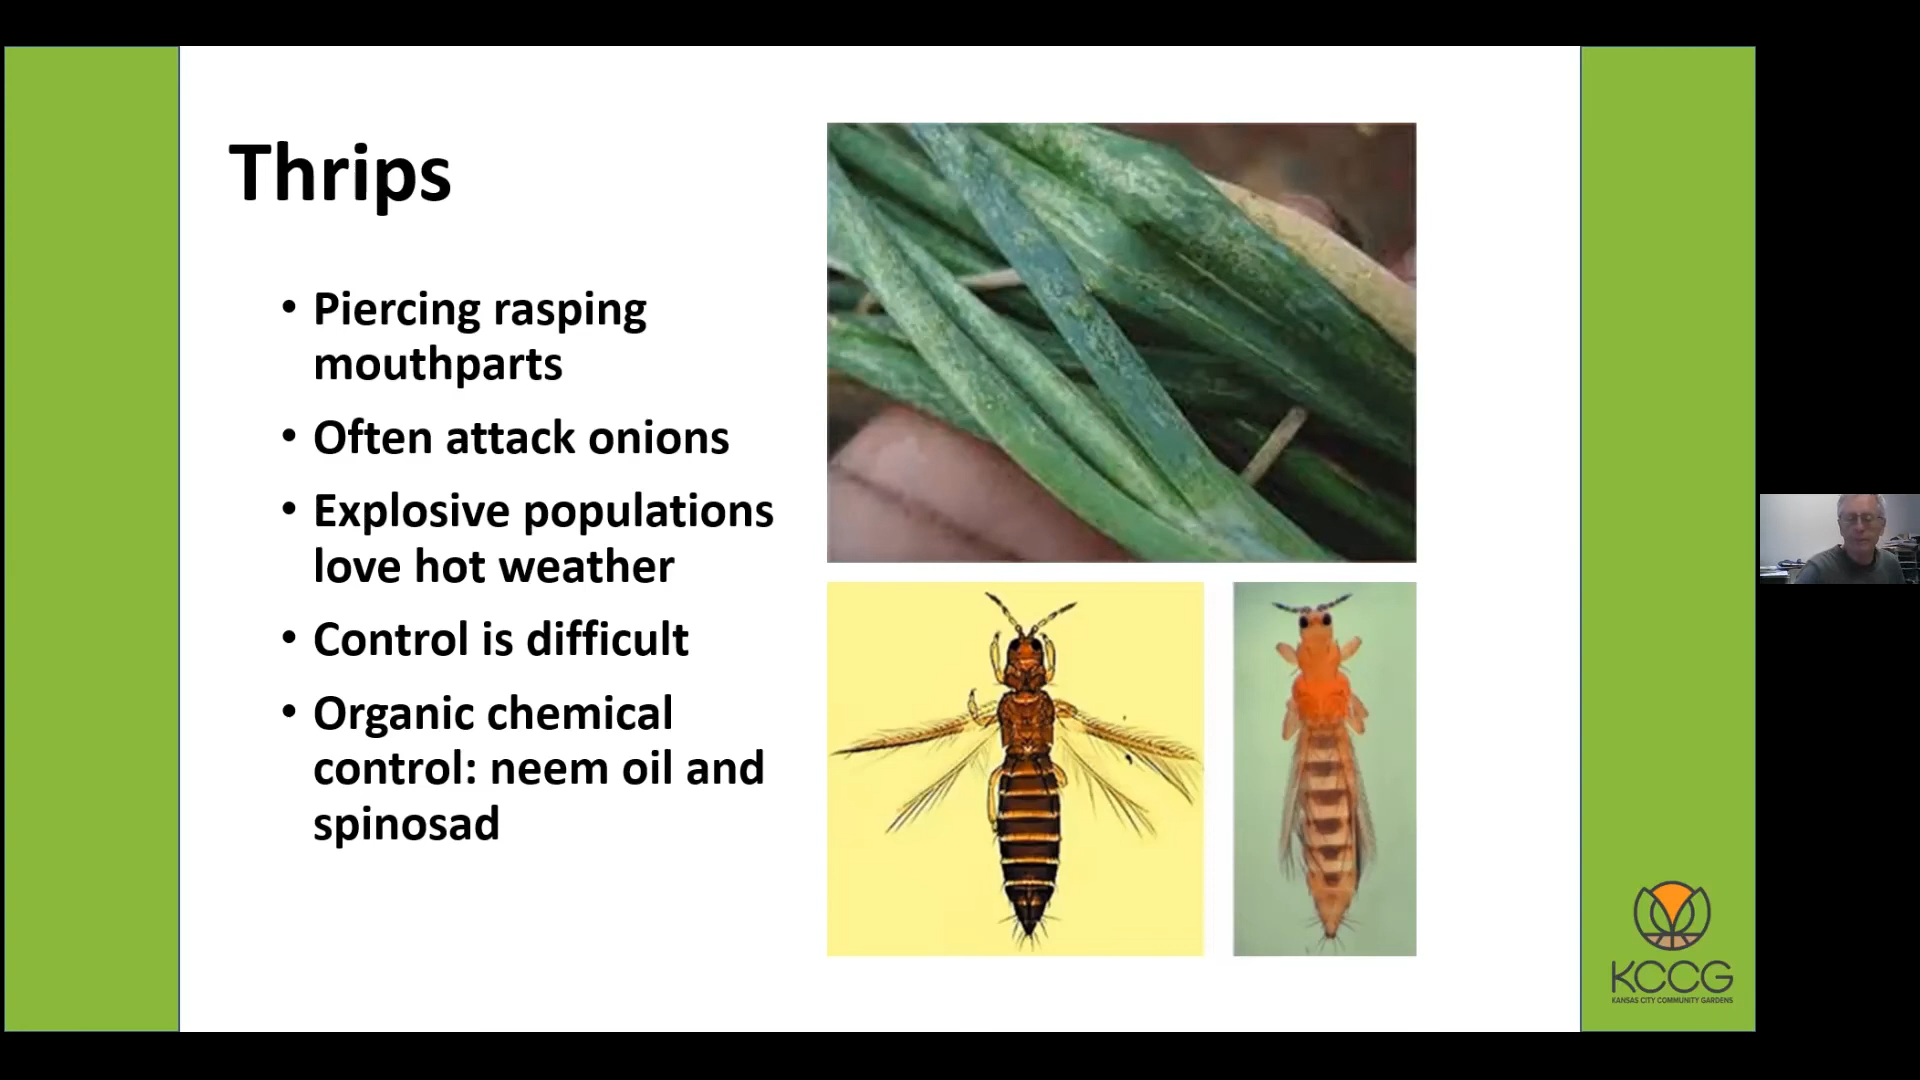 Thrips
• Piercing rasping
mouthparts
• Often attack onions
• Explosive populations
love hot weather
• Control is difficult
• Organic chemical
control: neem oil and
spinosad
KCCG
KANSAS CITY COMMUNITY GARDENS